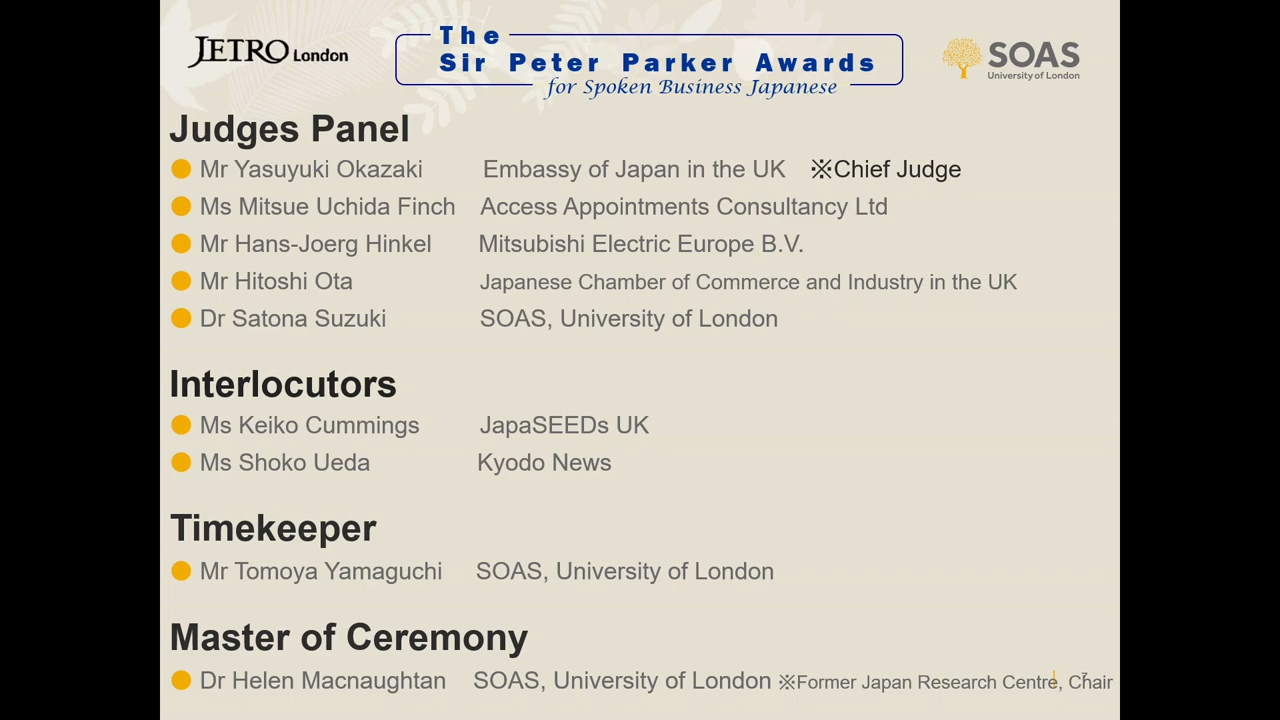 JETRO London
The
Sir Peter Parker Awards
for Spoken Business Japanese
SOAS
University of London
Judges Panel
Mr Yasuyuki Okazaki Embassy of Japan in the UK ※Chief Judge
Ms Mitsue Uchida Finch Access Appointments Consultancy Ltd
Mr Hans-Joerg Hinkel Mitsubishi Electric Europe B.V.
Mr Hitoshi Ota Japanese Chamber of Commerce and Industry in the UK
Dr Satona Suzuki SOAS, University of London
Interlocutors
Ms Keiko Cummings JapaSEEDs UK
Ms Shoko Ueda Kyodo News
Timekeeper
Mr Tomoya Yamaguchi SOAS, University of London
Master of Ceremony
Dr Helen Macnaughtan SOAS, University of London ※Former Japan Research Centre, Chair